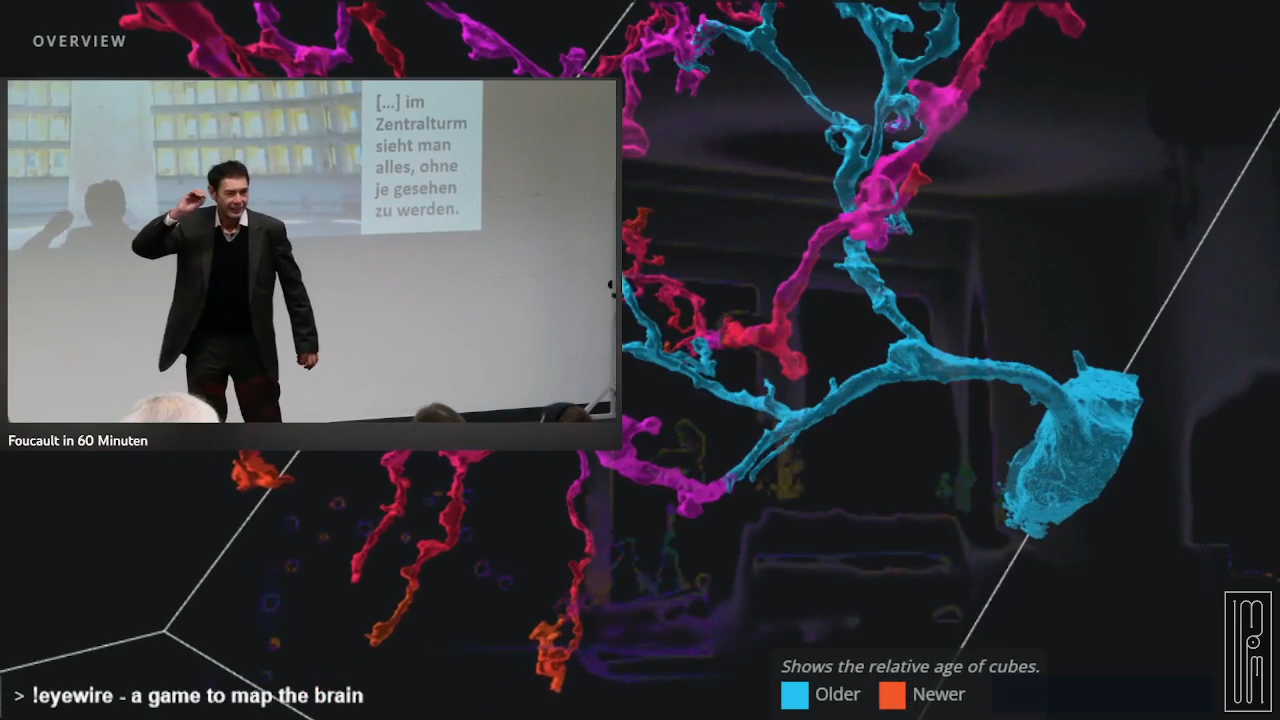 OVERVIEW
[...] im
Zentralturm
sieht man
alles, ohne
je gesehen
zu werden.
Foucault in 60 Minuten
Shows the relative age of cubes.
Older Newer
> !eyewire - a game to map the brain